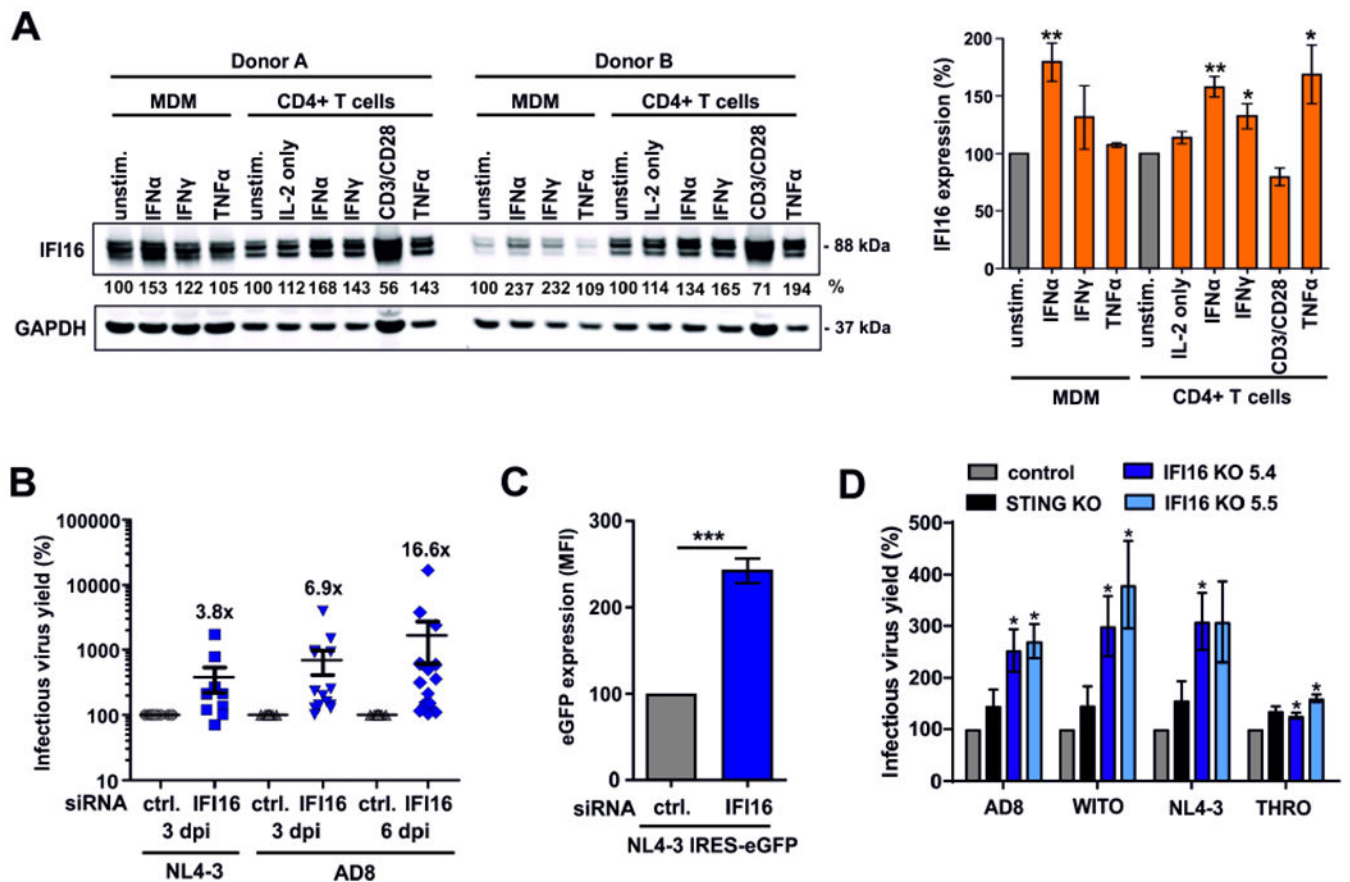 A
Donor A
Donor B
MDM
CD4+ T cells
MDM
CD4+ T cells
unstim.
IFNα
IFNγ
TNFα
unstim.
IL-2 only
IFNα
IFNγ
CD3/CD28
TNFα
unstim.
IFNα
IFNγ
TNFα
unstim.
IL-2 only
IFNα
IFNγ
CD3/CD28
TNFα
IFI16
- 88 kDa
100 153 122 105 100 112 168 143 56 143 100 237 232 109 100 114 134 165 71 194 %
GAPDH
- 37 kDa
IFI16 expression (%)
200
150
100
50
0
**
**
*
*
unstim.
IFNα
IFNγ
TNFα
unstim.
IL-2 only
IFNα
IFNγ
CD3/CD28
TNFα
MDM
CD4+ T cells
B
Infectious virus yield (%)
100000
10000
1000
100
10
3.8x
6.9x
16.6x
siRNA ctrl. IFI16 ctrl. IFI16 ctrl. IFI16
3 dpi 3 dpi 6 dpi
NL4-3 AD8
C
eGFP expression (MFI)
300
200
100
0
***
siRNA ctrl. IFI16
NL4-3 IRES-eGFP
D
control
IFI16 KO 5.4
STING KO
IFI16 KO 5.5
Infectious virus yield (%)
500
400
300
200
100
0
* *
* *
*
* *
AD8 WITO NL4-3 THRO